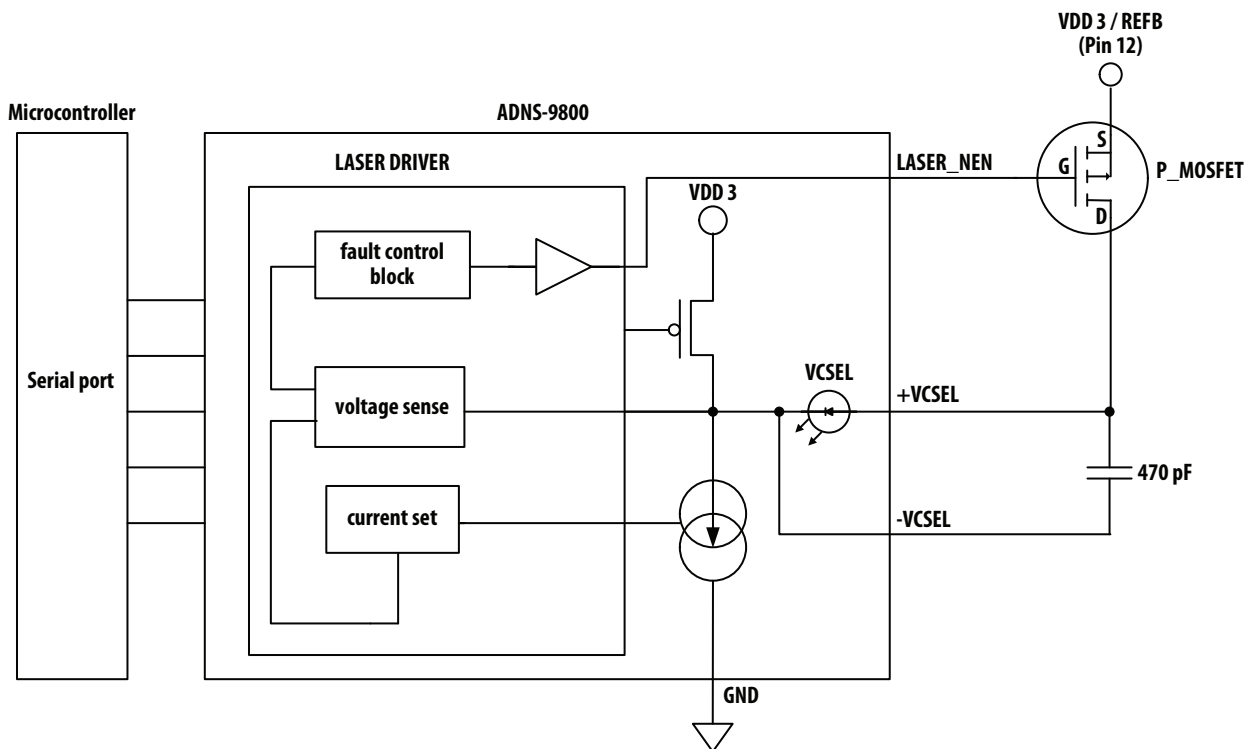 VDD 3 / REFB
(Pin 12)
Microcontroller
ADNS-9800
S
LASER DRIVER
LASER_NEN
G
P_MOSFET
VDD 3
D
fault control
block
Serial port
voltage sense
VCSEL
+VCSEL
470 pF
current set
-VCSEL
GND